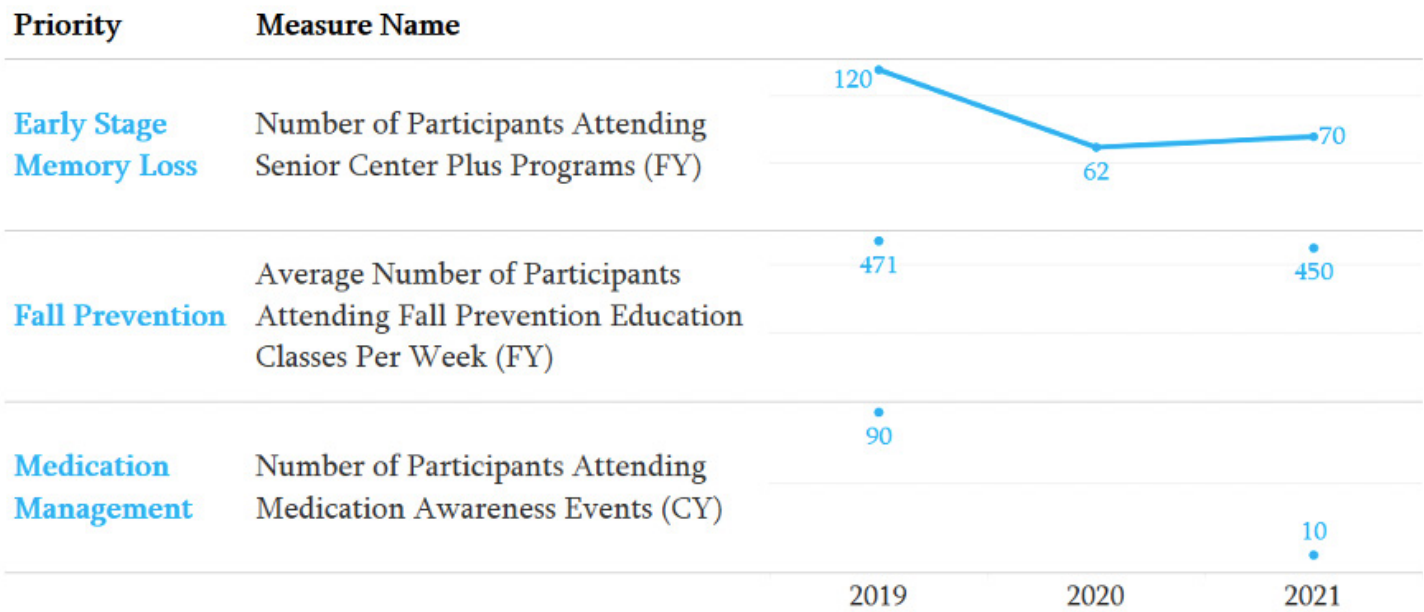 Priority Measure Name
120
Early Stage Number of Participants Attending
Memory Loss Senior Center Plus Programs (FY)
70
62
471
450
Average Number of Participants
Fall Prevention Attending Fall Prevention Education
Classes Per Week (FY)
90
Medication Number of Participants Attending
Management Medication Awareness Events (CY)
10
2019 2020 2021